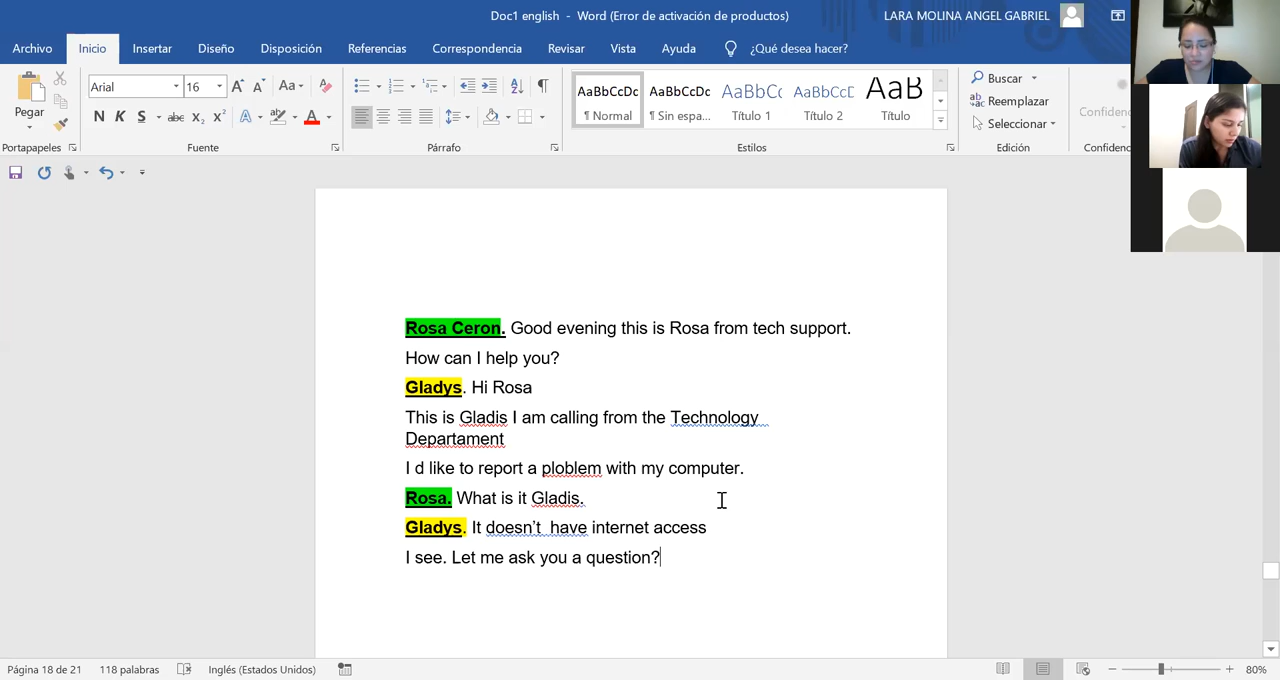 Doc1 english - Word (Error de activación de productos)
LARA MOLINA ANGEL GABRIEL
Archivo Inicio Insertar Diseño Disposición Referencias Correspondencia Revisar Vista Ayuda ¿Qué desea hacer?
Pegar
Arial 16 Aa
N K S abc x₂ x² A A
AaBbCcDc AaBbCcDc AaBbCc AaBbCcD AaB
¶ Normal ¶ Sin espa... Título 1 Título 2 Título
Buscar
Reemplazar
Seleccionar
Confidenc
Portapapeles Fuente Párrafo Estilos Edición Confidenc
Rosa Ceron. Good evening this is Rosa from tech support.
How can I help you?
Gladys. Hi Rosa
This is Gladis I am calling from the Technology
Departament
I d like to report a ploblem with my computer.
Rosa. What is it Gladis.
Gladys. It doesn't  have internet access
I see. Let me ask you a question?
Página 18 de 21 118 palabras Inglés (Estados Unidos) 80%